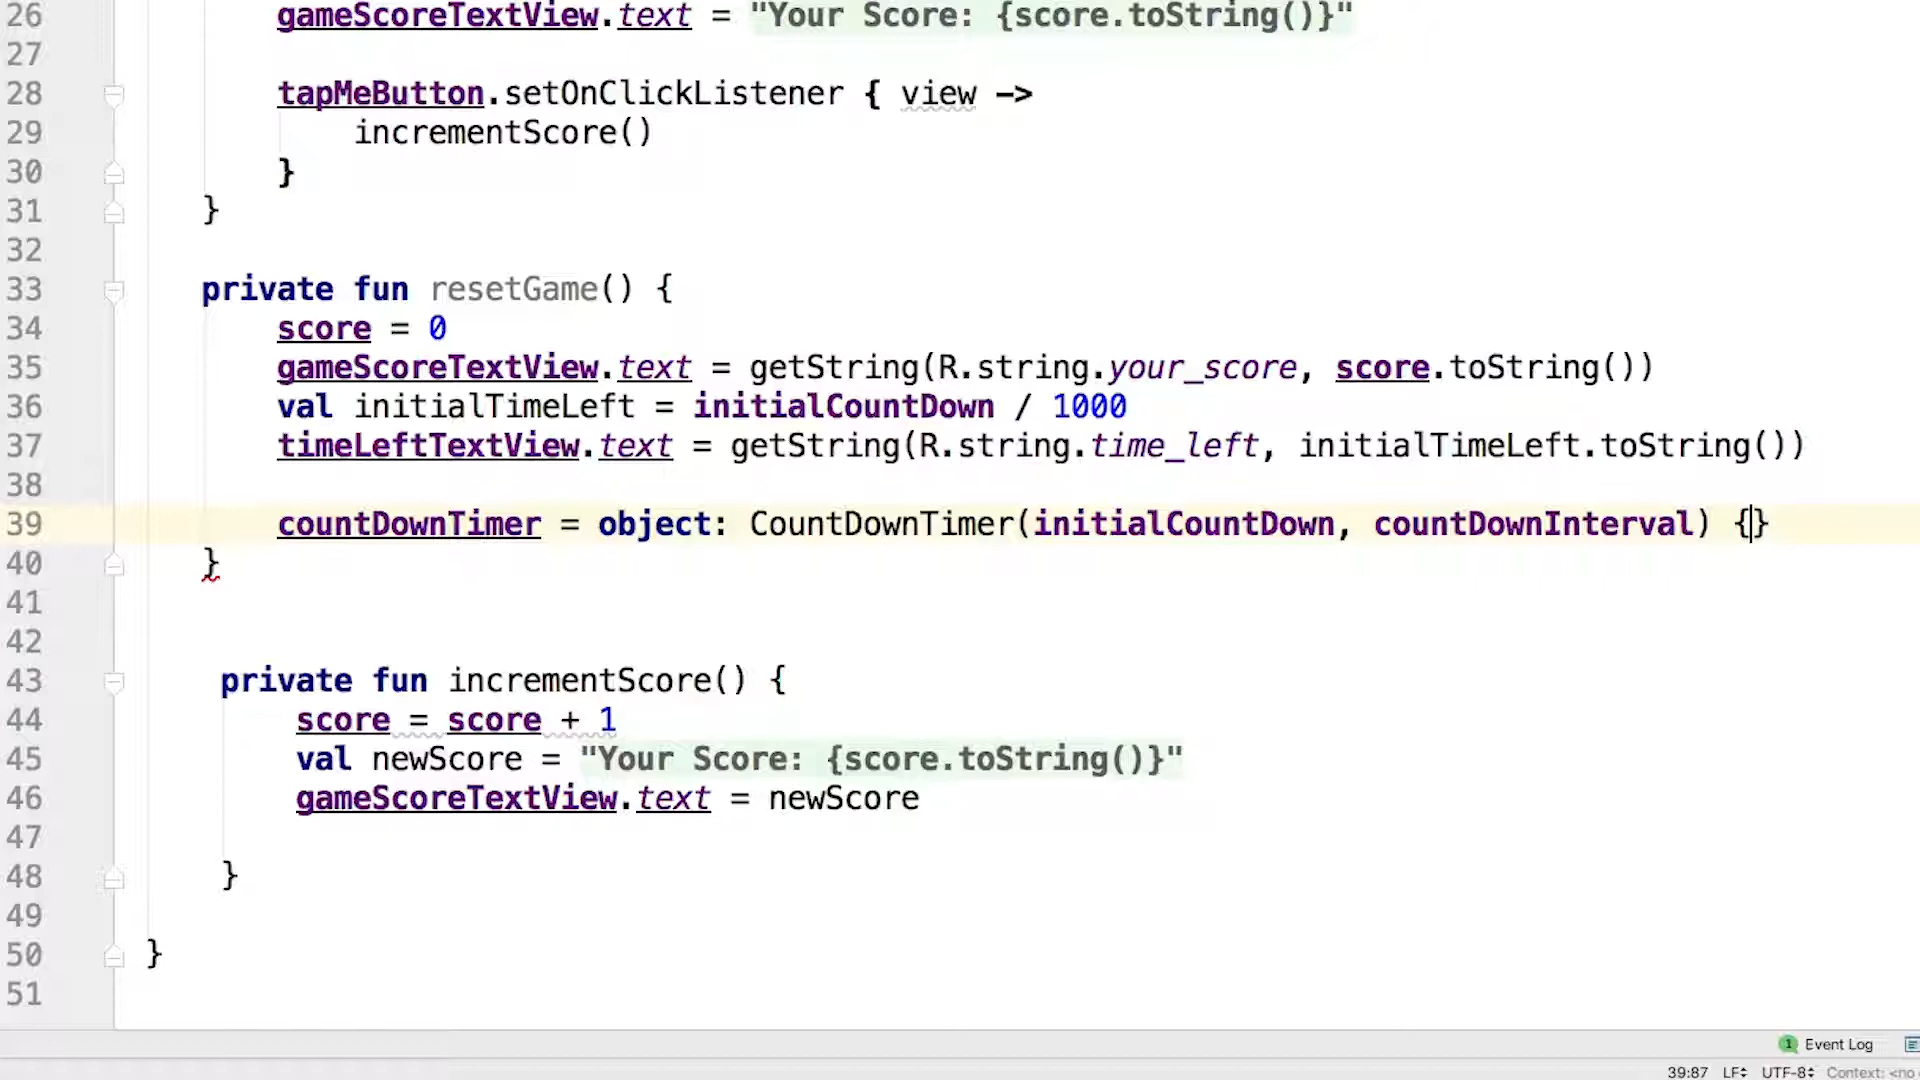 26 gameScoreTextView.text = "Your Score: {score.toString()}"
27
28 tapMeButton.setOnClickListener { view ->
29 incrementScore()
30 }
31 }
32
33 private fun resetGame() {
34 score = 0
35 gameScoreTextView.text = getString(R.string.your_score, score.toString())
36 val initialTimeLeft = initialCountDown / 1000
37 timeLeftTextView.text = getString(R.string.time_left, initialTimeLeft.toString())
38
39 countDownTimer = object: CountDownTimer(initialCountDown, countDownInterval) {}
40 }
41
42
43 private fun incrementScore() {
44 score = score + 1
45 val newScore = "Your Score: {score.toString()}"
46 gameScoreTextView.text = newScore
47
48 }
49
50 }
51
1 Event Log
39:87 LF UTF-8 Context: <no